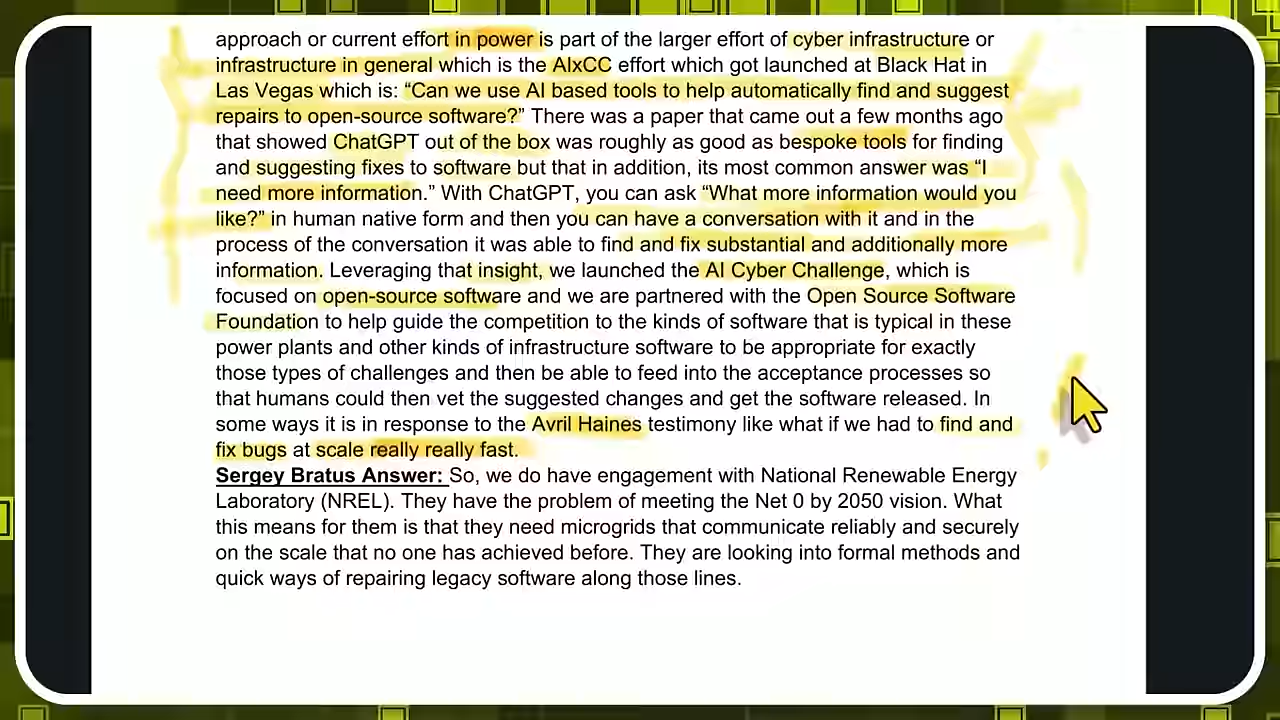 approach or current effort in power is part of the larger effort of cyber infrastructure or
infrastructure in general which is the AIxCC effort which got launched at Black Hat in
Las Vegas which is: “Can we use AI based tools to help automatically find and suggest
repairs to open-source software?” There was a paper that came out a few months ago
that showed ChatGPT out of the box was roughly as good as bespoke tools for finding
and suggesting fixes to software but that in addition, its most common answer was “I
need more information.” With ChatGPT, you can ask “What more information would you
like?” in human native form and then you can have a conversation with it and in the
process of the conversation it was able to find and fix substantial and additionally more
information. Leveraging that insight, we launched the AI Cyber Challenge, which is
focused on open-source software and we are partnered with the Open Source Software
Foundation to help guide the competition to the kinds of software that is typical in these
power plants and other kinds of infrastructure software to be appropriate for exactly
those types of challenges and then be able to feed into the acceptance processes so
that humans could then vet the suggested changes and get the software released. In
some ways it is in response to the Avril Haines testimony like what if we had to find and
fix bugs at scale really really fast.
Sergey Bratus Answer: So, we do have engagement with National Renewable Energy
Laboratory (NREL). They have the problem of meeting the Net 0 by 2050 vision. What
this means for them is that they need microgrids that communicate reliably and securely
on the scale that no one has achieved before. They are looking into formal methods and
quick ways of repairing legacy software along those lines.